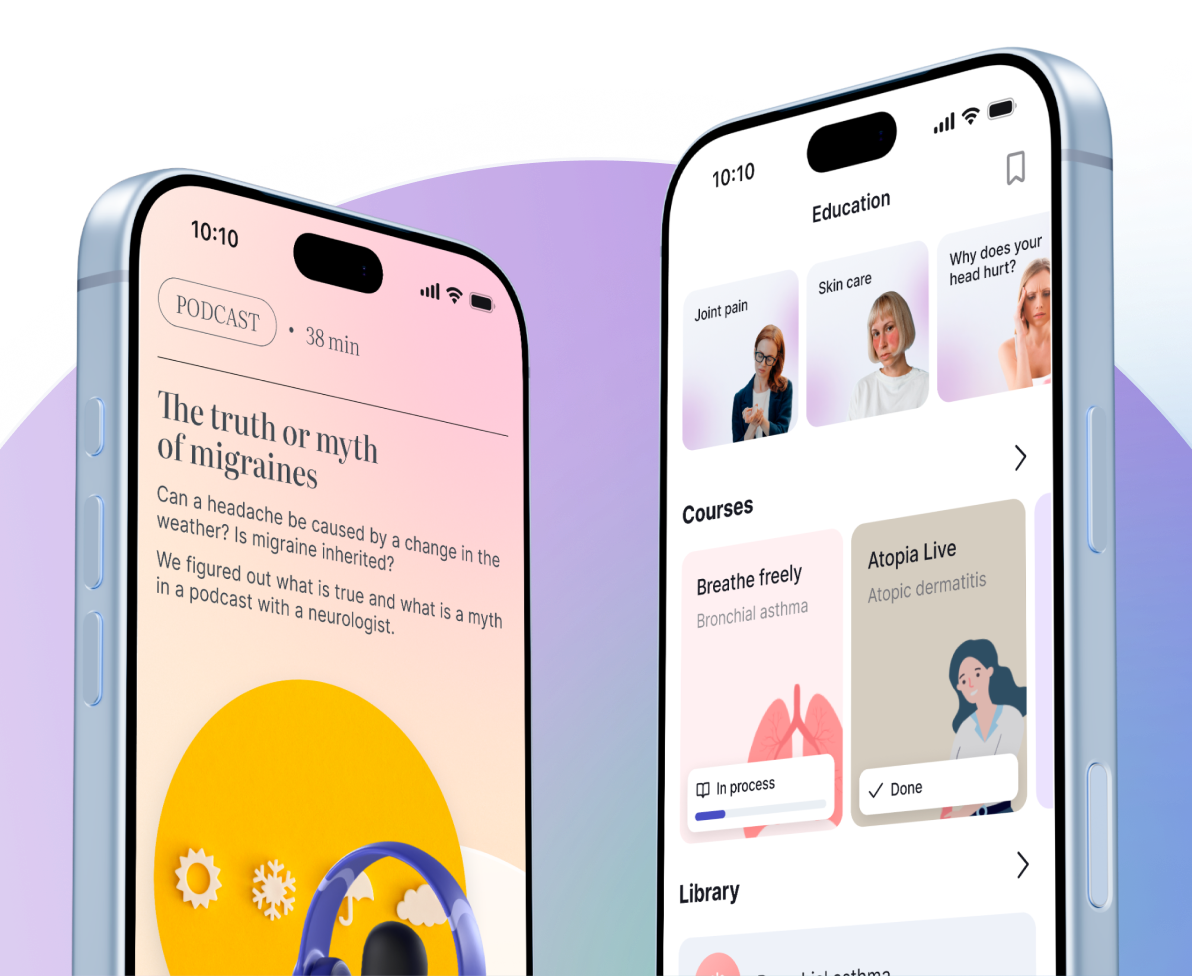 10:10
PODCAST • 38 min
The truth or myth
of migraines
Can a headache be caused by a change in the
weather? Is migraine inherited?
We figured out what is true and what is a myth
in a podcast with a neurologist.
10:10
Education
Joint pain
Skin care
Why does your
head hurt?
Courses
Breathe freely
Bronchial asthma
In process
Atopia Live
Atopic dermatitis
Done
Library
Bronchial asthma